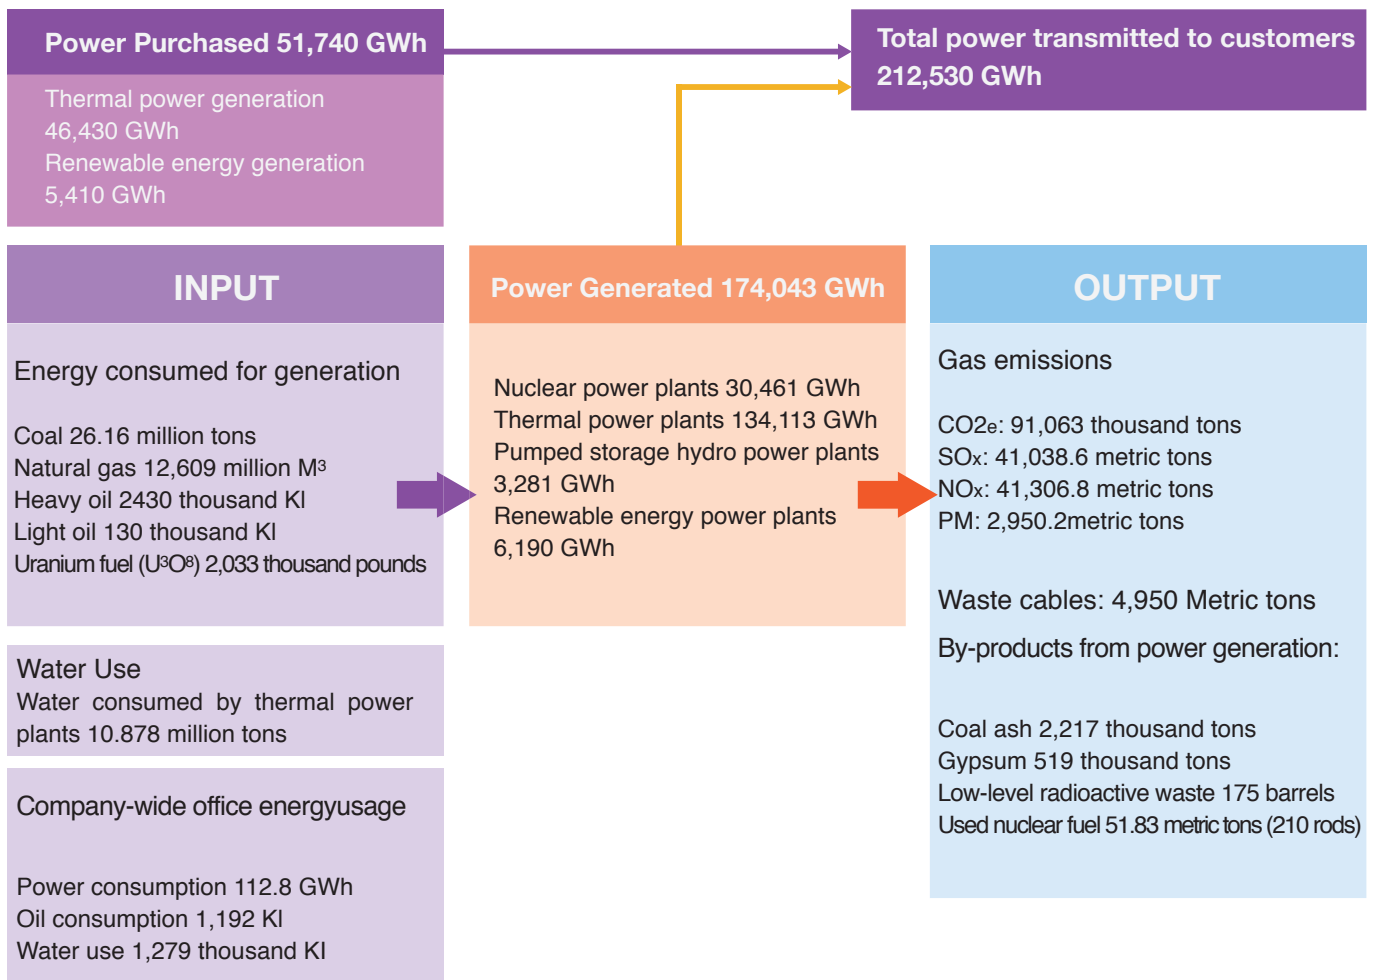 Power Purchased 51,740 GWh
Thermal power generation
46,430 GWh
Renewable energy generation
5,410 GWh
Total power transmitted to customers
212,530 GWh
INPUT
Energy consumed for generation
Coal 26.16 million tons
Natural gas 12,609 million M³
Heavy oil 2430 thousand Kl
Light oil 130 thousand Kl
Uranium fuel (U³O⁸) 2,033 thousand pounds
Water Use
Water consumed by thermal power
plants 10.878 million tons
Company-wide office energyusage
Power consumption 112.8 GWh
Oil consumption 1,192 Kl
Water use 1,279 thousand KI
Power Generated 174,043 GWh
Nuclear power plants 30,461 GWh
Thermal power plants 134,113 GWh
Pumped storage hydro power plants
3,281 GWh
Renewable energy power plants
6,190 GWh
OUTPUT
Gas emissions
CO2e: 91,063 thousand tons
SOx: 41,038.6 metric tons
NOx: 41,306.8 metric tons
PM: 2,950.2metric tons
Waste cables: 4,950 Metric tons
By-products from power generation:
Coal ash 2,217 thousand tons
Gypsum 519 thousand tons
Low-level radioactive waste 175 barrels
Used nuclear fuel 51.83 metric tons (210 rods)